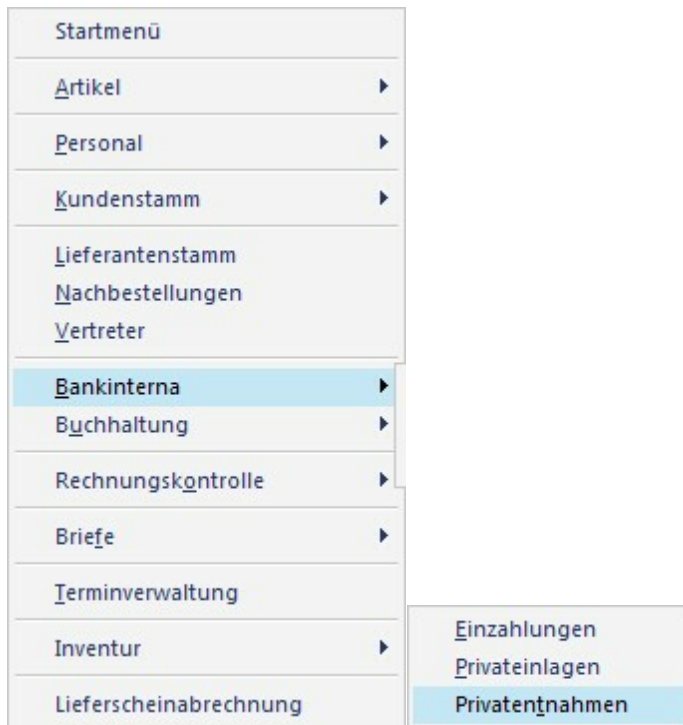 Startmenü
Artikel
Personal
Kundenstamm
Lieferantenstamm
Nachbestellungen
Vertreter
Bankinterna
Buchhaltung
Rechnungskontrolle
Briefe
Terminverwaltung
Inventur
Lieferscheinabrechnung
Einzahlungen
Privateinlagen
Privatentnahmen